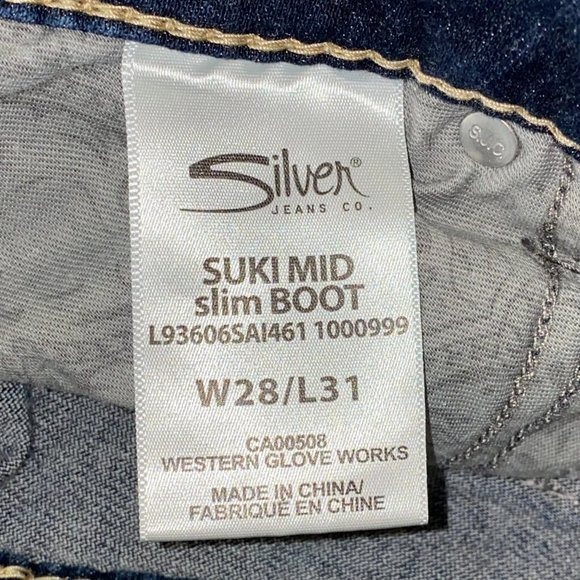 Silver®
JEANS CO.
SUKI MID
slim BOOT
L93606SAI461 1000999
W28/L31
CA00508
WESTERN GLOVE WORKS
MADE IN CHINA/
FABRIQUÉ EN CHINE
S.J.C.